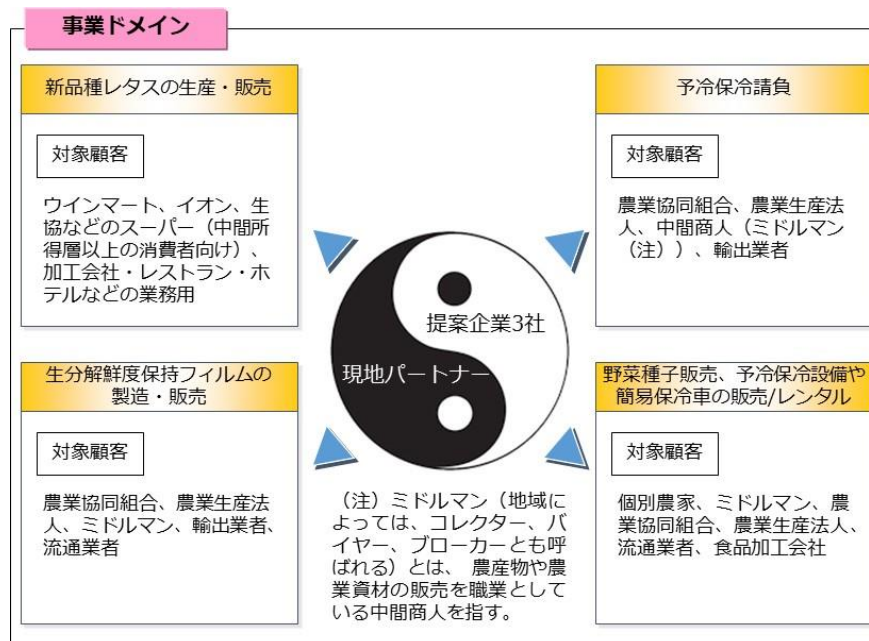 事業ドメイン
新品種レタスの生産・販売
対象顧客
ウインマート、イオン、生
協などのスーパー（中間所
得層以上の消費者向け）、
加工会社・レストラン・ホ
テルなどの業務用
予冷保冷請負
対象顧客
農業協同組合、農業生産法
人、中間商人（ミドルマン
（注））、輸出業者
提案企業3社
現地パートナー
生分解鮮度保持フィルムの
製造・販売
対象顧客
農業協同組合、農業生産法
人、ミドルマン、輸出業者、
流通業者
野菜種子販売、予冷保冷設備や
簡易保冷車の販売/レンタル
対象顧客
個別農家、ミドルマン、農
業協同組合、農業生産法人、
流通業者、食品加工会社
（注）ミドルマン（地域に
よっては、コレクター、バ
イヤー、ブローカーとも呼
ばれる）とは、 農産物や農
業資材の販売を職業として
いる中間商人を指す。